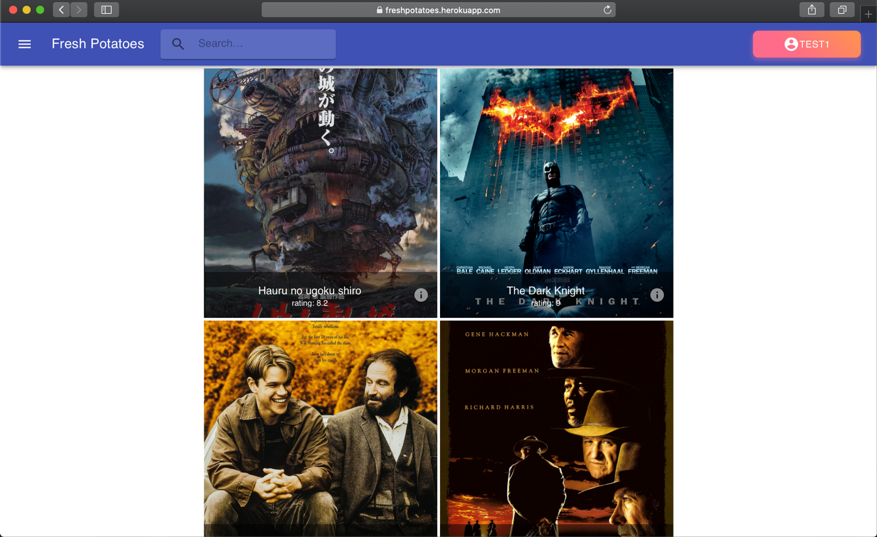 freshpotatoes.herokuapp.com
Fresh Potatoes
Search...
TEST1
の城が動く。
Hauru no ugoku shiro
rating: 8.2
BALE CAINE LEDGER OLDMAN ECKHART GYLLENHAAL FREEMAN
The Dark Knight
rating: 9
THE DARK KNIGHT
GENE HACKMAN
MORGAN FREEMAN
RICHARD HARRIS